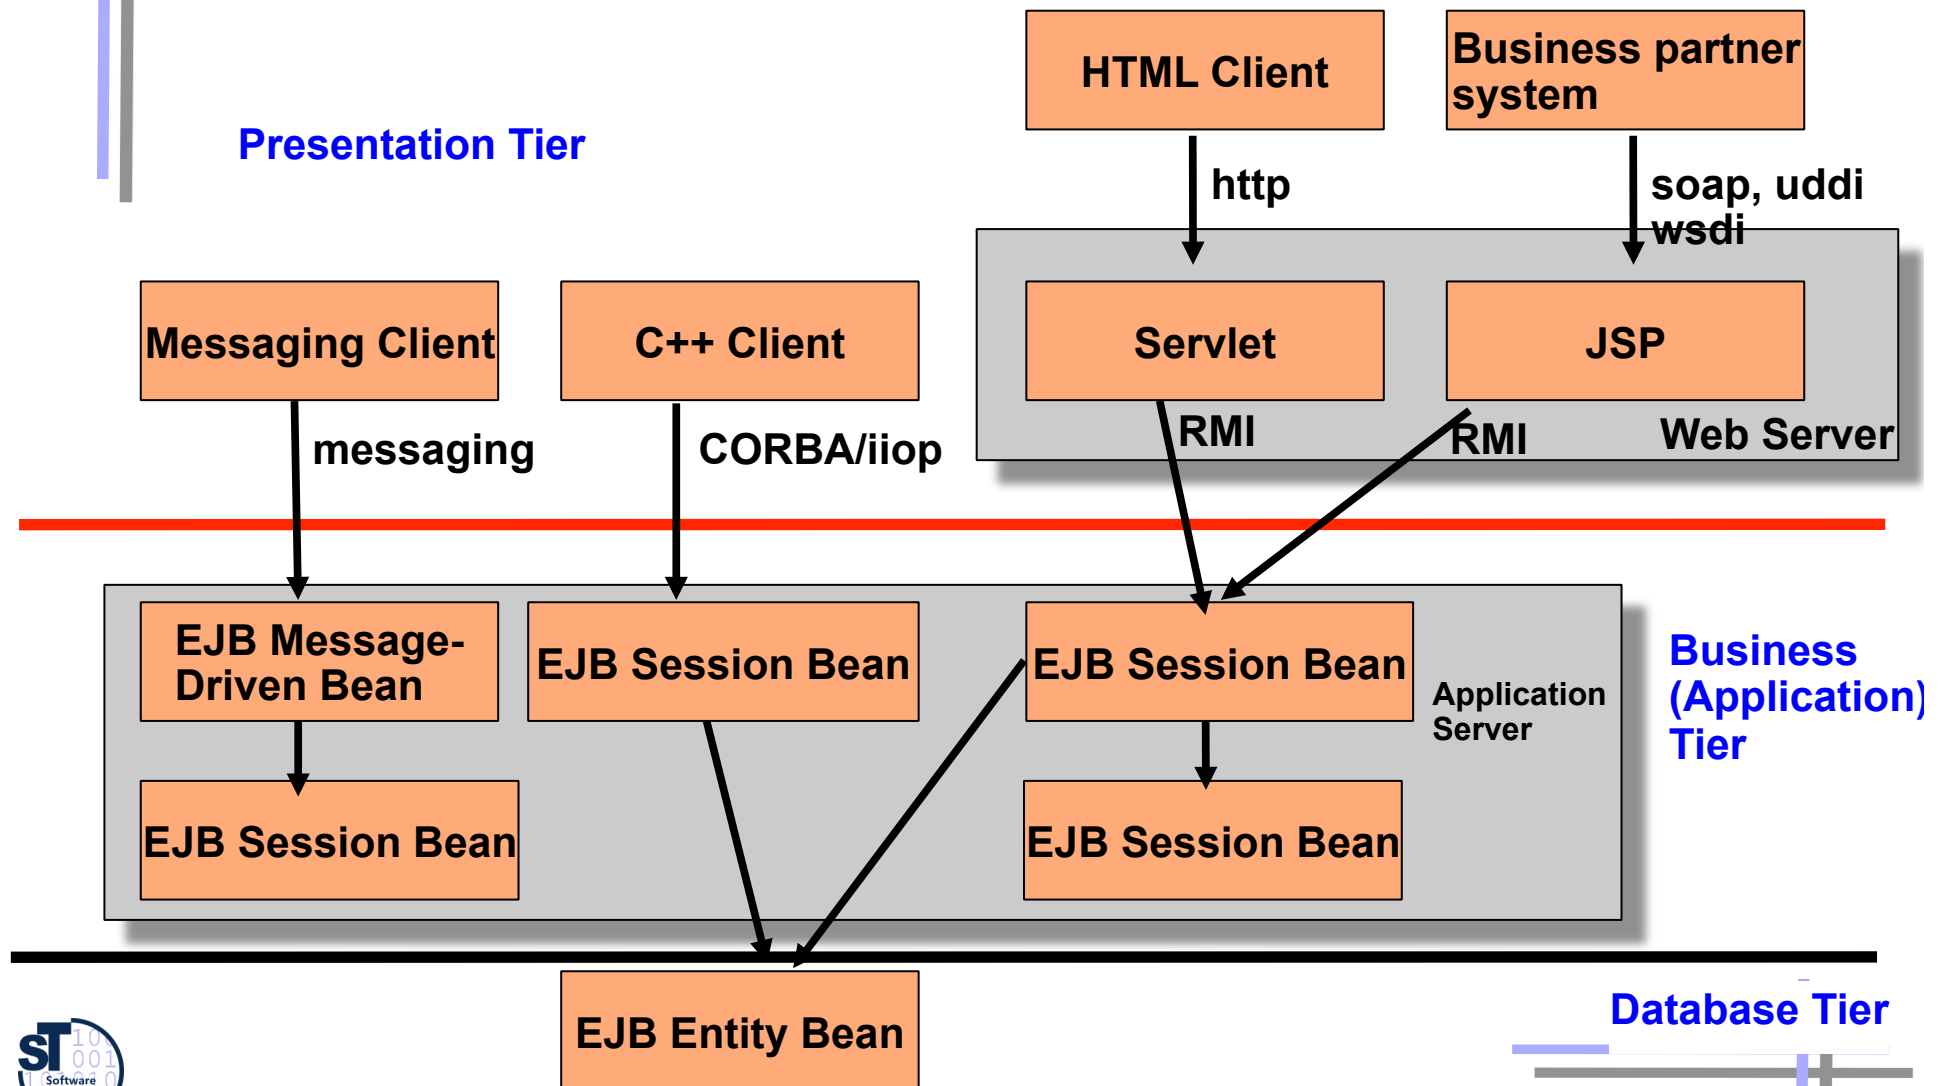 HTML Client
Business partner
system
Presentation Tier
http
soap, uddi
wsdi
Messaging Client
C++ Client
Servlet
JSP
messaging
CORBA/iiop
RMI
RMI
Web Server
EJB Message-
Driven Bean
EJB Session Bean
EJB Session Bean
Application
Server
Business
(Application)
Tier
EJB Session Bean
EJB Session Bean
Database Tier
EJB Entity Bean
ST
Software